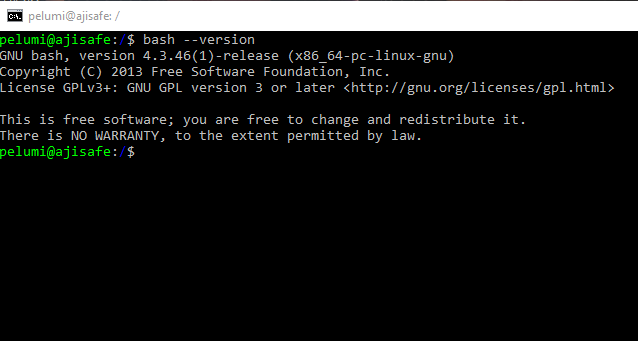 pelumi@ajisafe: /
pelumi@ajisafe:/$ bash --version
GNU bash, version 4.3.46(1)-release (x86_64-pc-linux-gnu)
Copyright (C) 2013 Free Software Foundation, Inc.
License GPLv3+: GNU GPL version 3 or later <http://gnu.org/licenses/gpl.html>

This is free software; you are free to change and redistribute it.
There is NO WARRANTY, to the extent permitted by law.
pelumi@ajisafe:/$